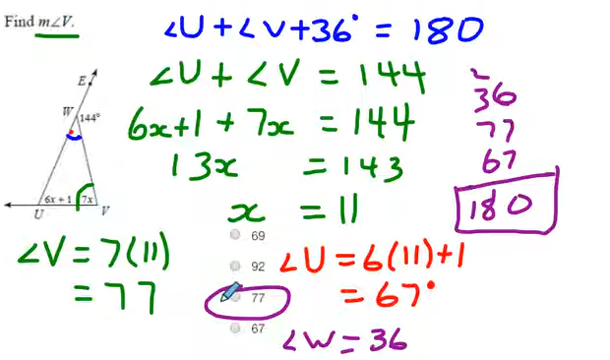 Find m∠V.
∠U+∠V+36° = 180
∠U + ∠V = 144
6x+1 + 7x = 144
13x = 143
x = 11
E
W
144°
6x + 1
7x
U
V
36
77
67
180
∠V = 7(11)
= 77
69
92
77
67
∠U = 6(11)+1
= 67°
∠W = 36